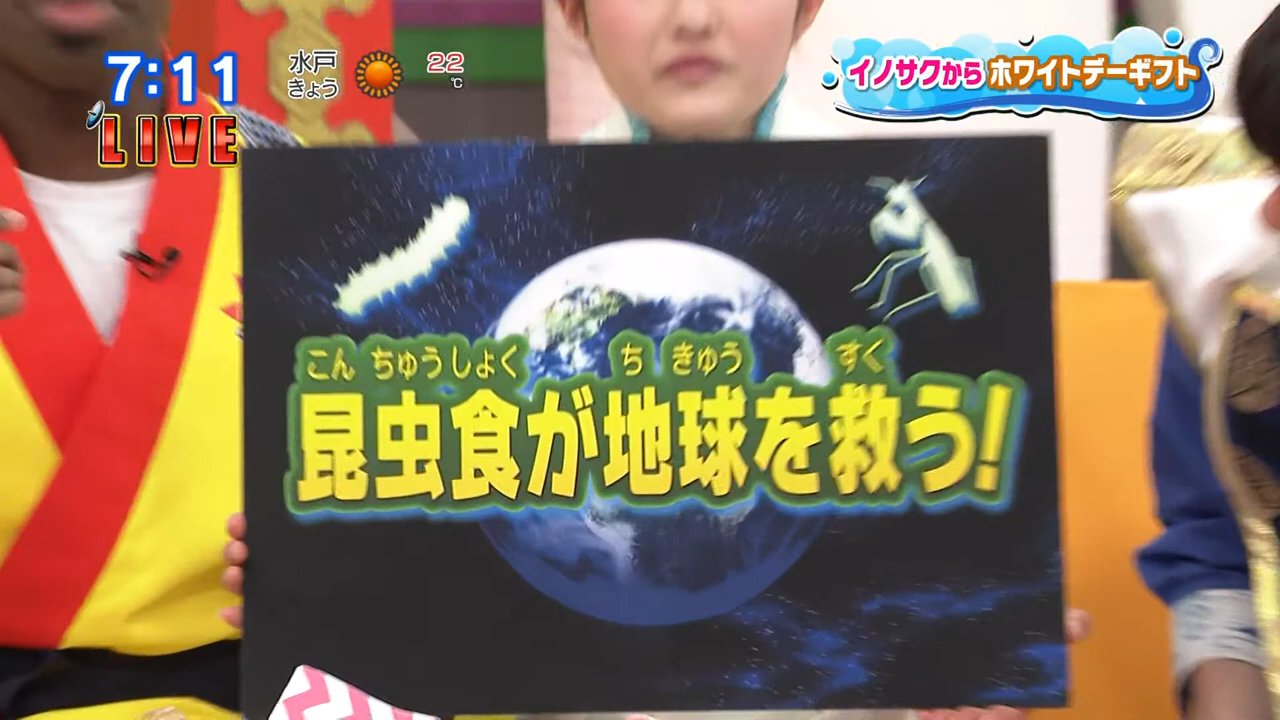 7:11
LIVE
水戸
きょう
22
℃
イノサクから ホワイトデーギフト
こん ちゅう しょく ち きゅう すく
昆虫食が地球を救う!